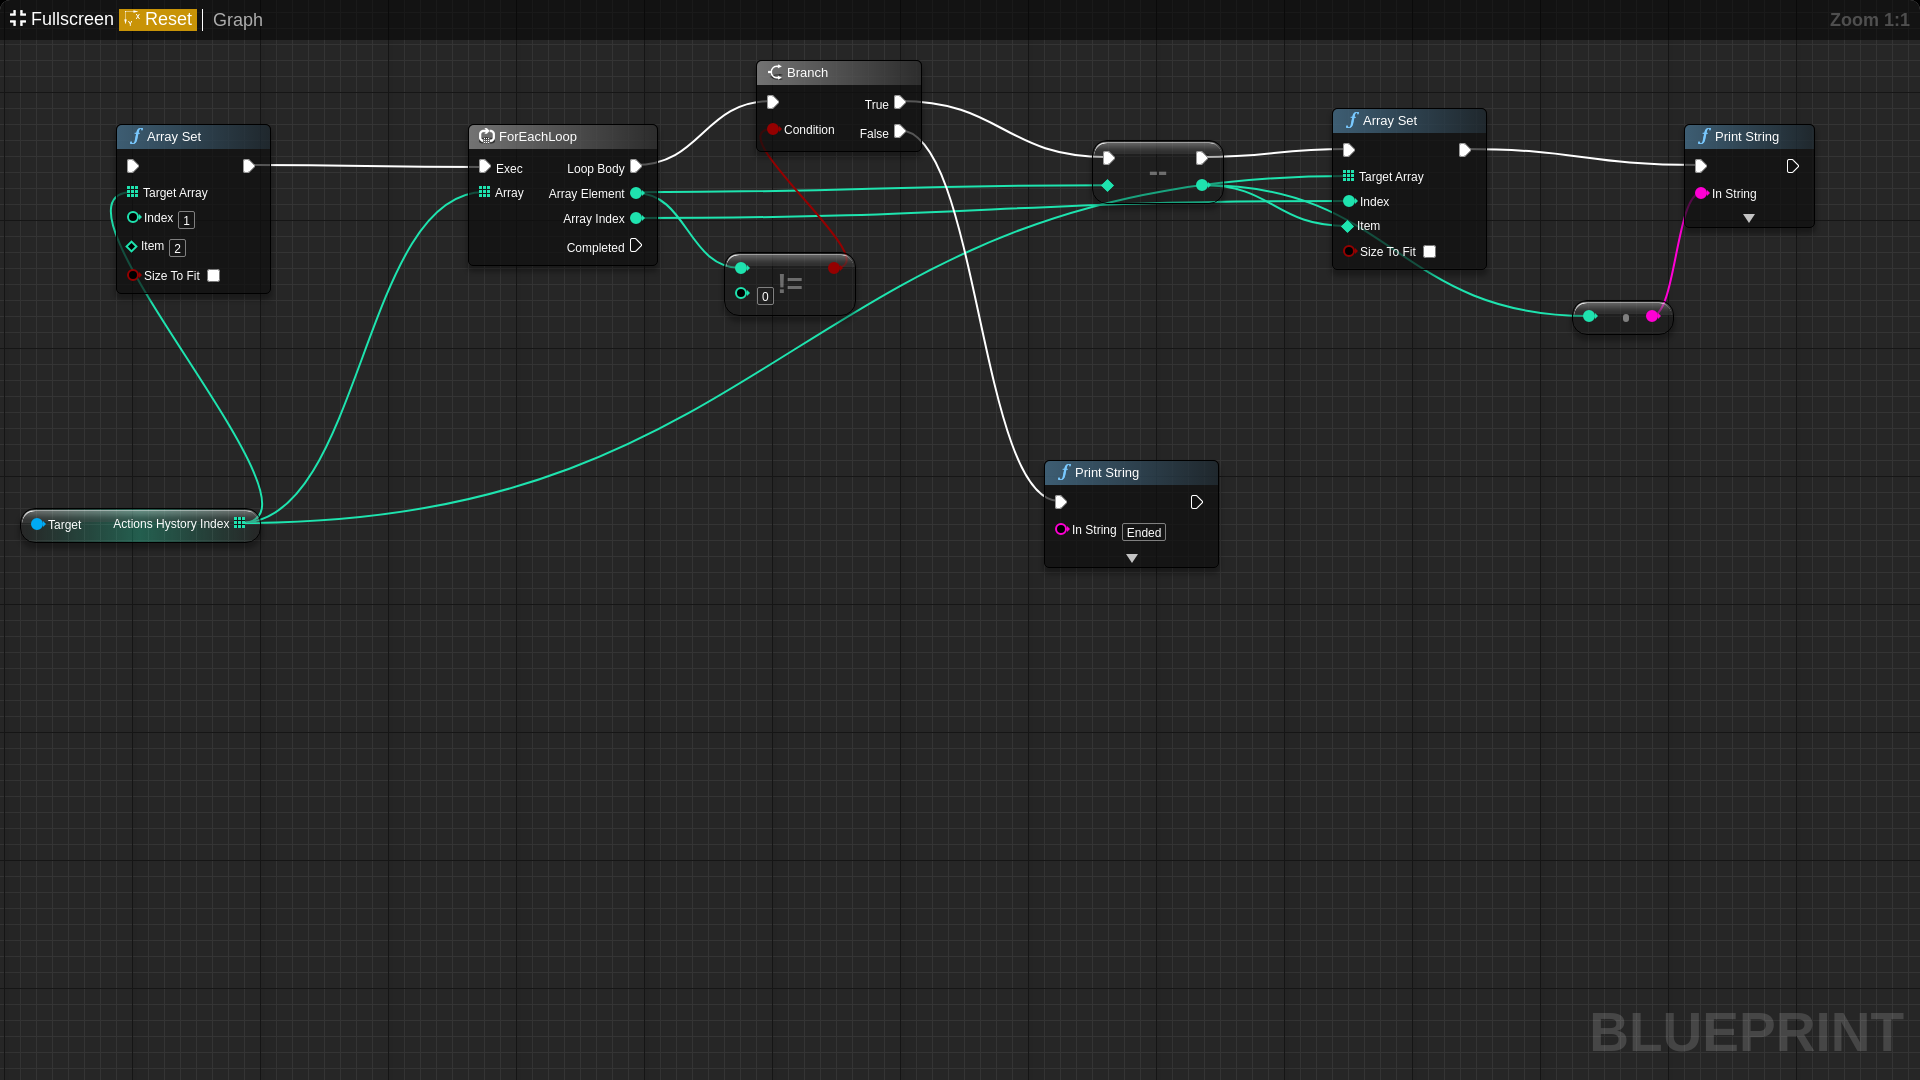 Fullscreen Reset Graph
Zoom 1:1
Array Set
Target Array
Index 1
Item 2
Size To Fit
ForEachLoop
Exec Loop Body
Array Array Element
Array Index
Completed
Branch
True
Condition False
!=
0
--
Array Set
Target Array
Index
Item
Size To Fit
Print String
In String
Target Actions Hystory Index
Print String
In String Ended
BLUEPRINT